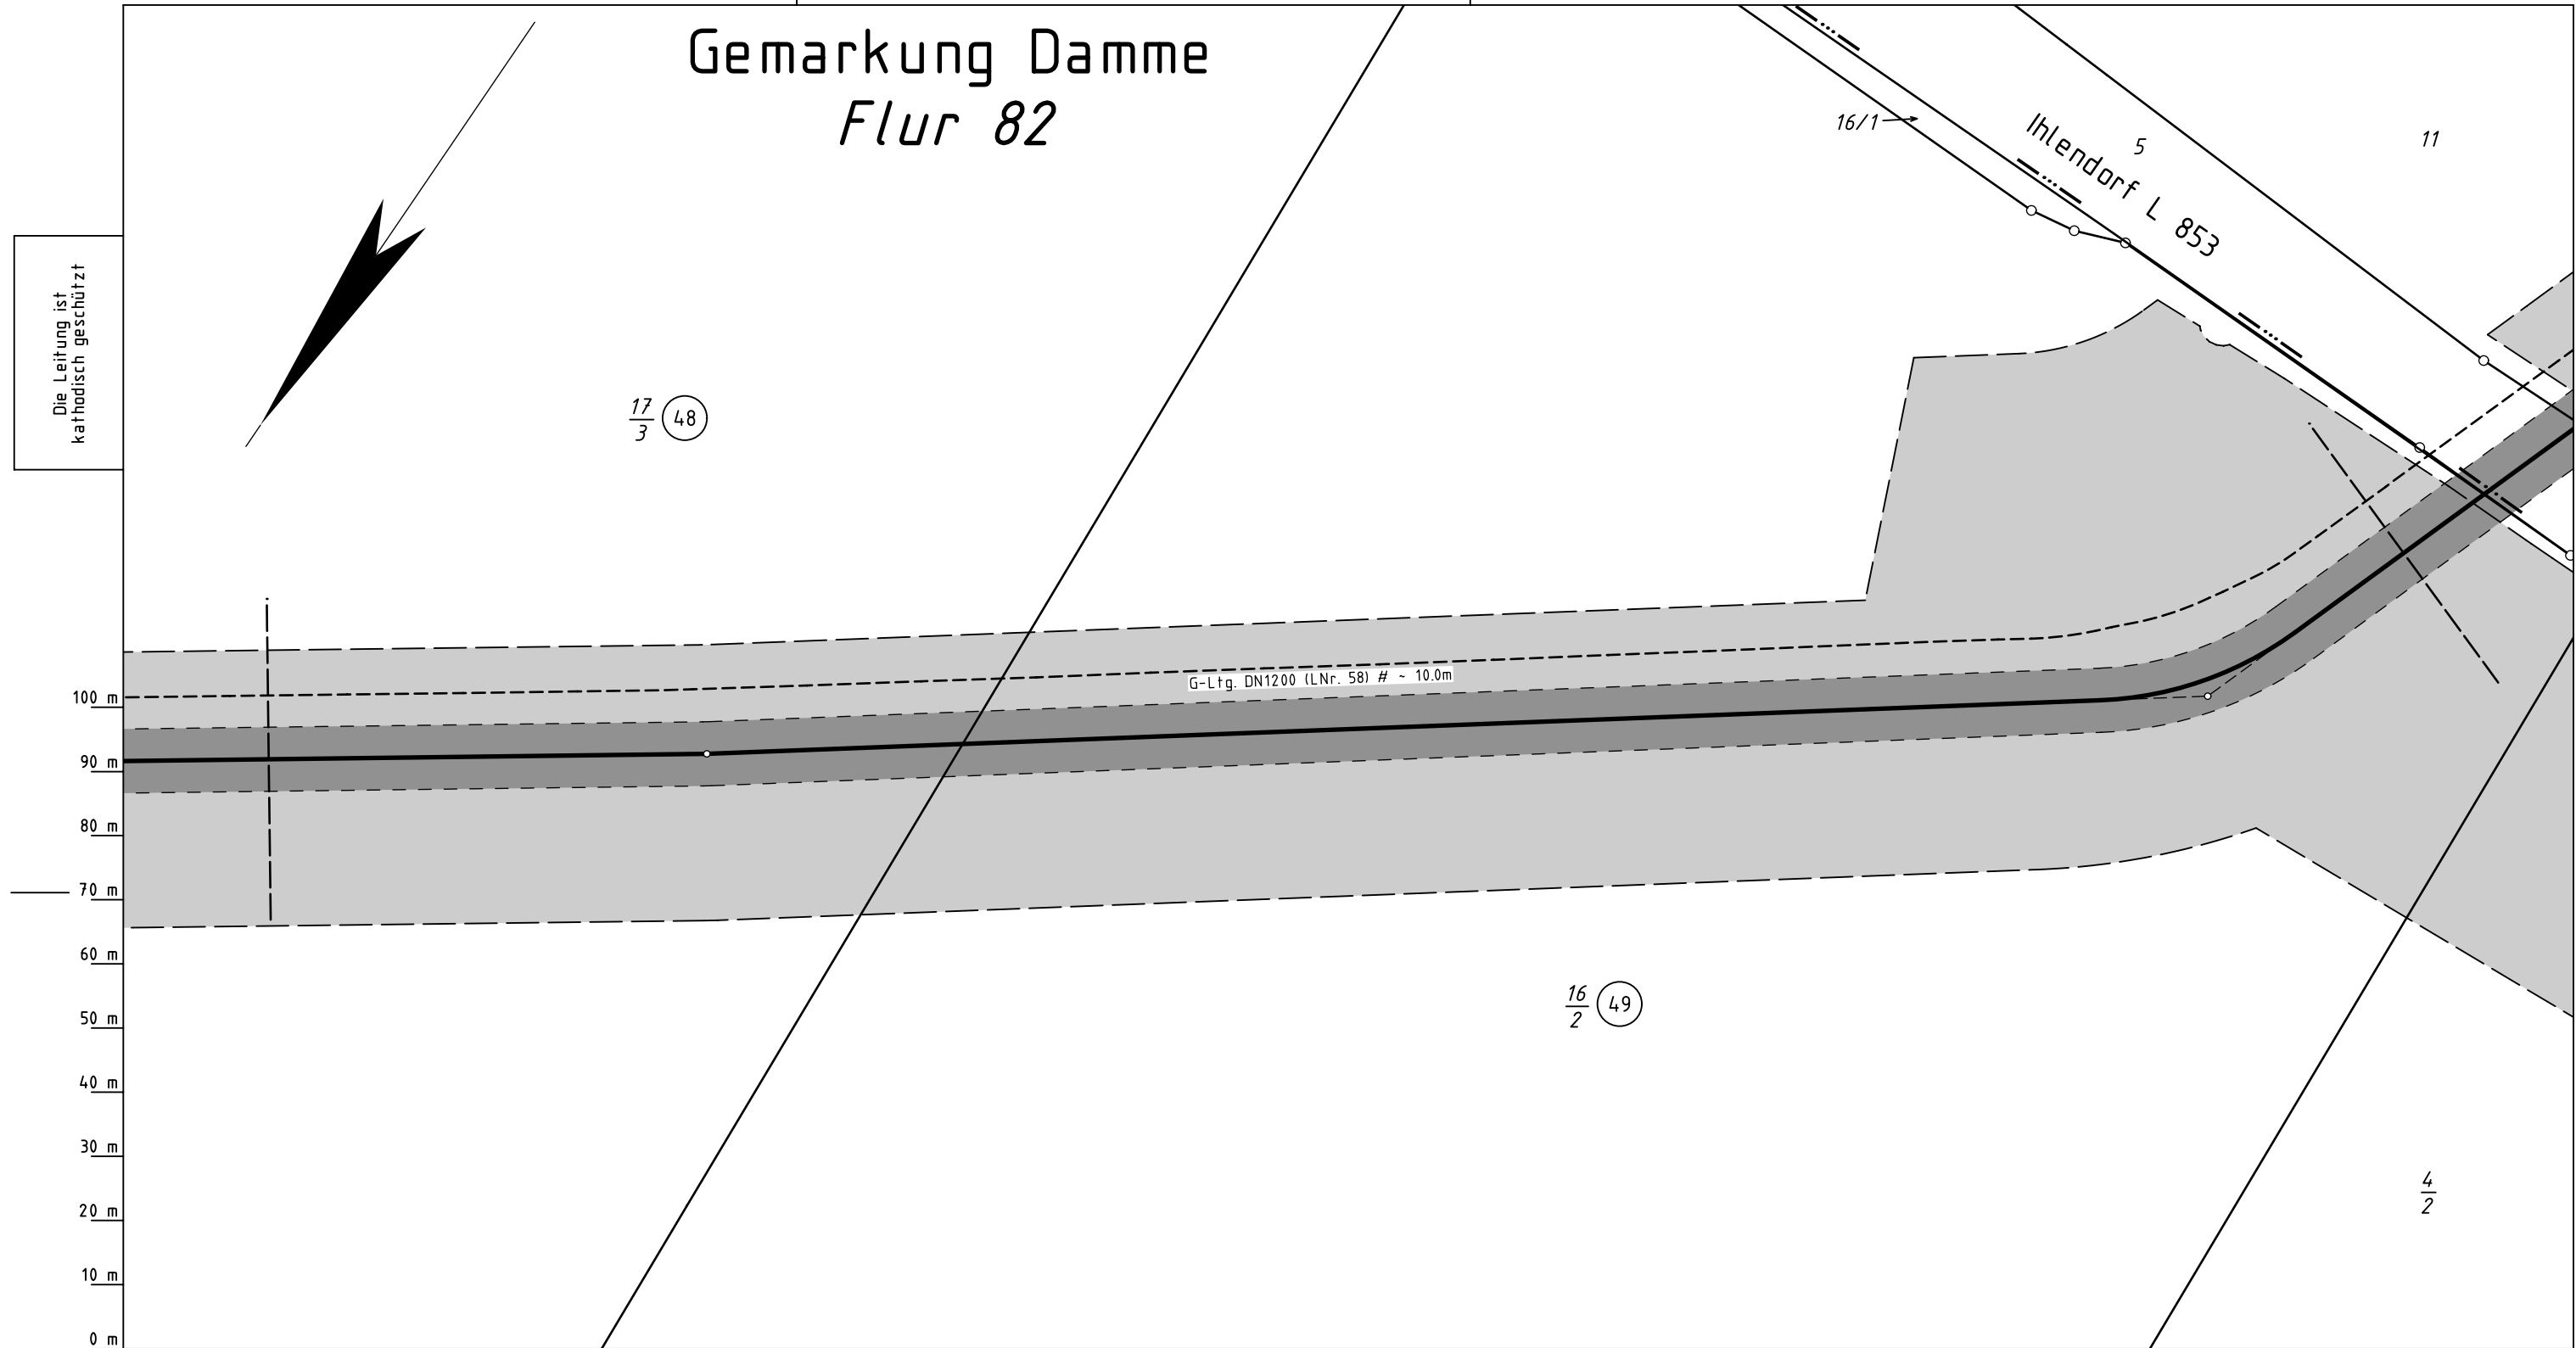 Gemarkung Damme
Flur 82
16/1
Ihlendorf L 853
5
11
Die Leitung ist
kathodisch geschützt
17
3
48
G-Ltg. DN1200 (LNr. 58) # ~ 10.0m
100 m
90 m
80 m
70 m
60 m
50 m
40 m
30 m
20 m
10 m
0 m
16
2
49
4
2